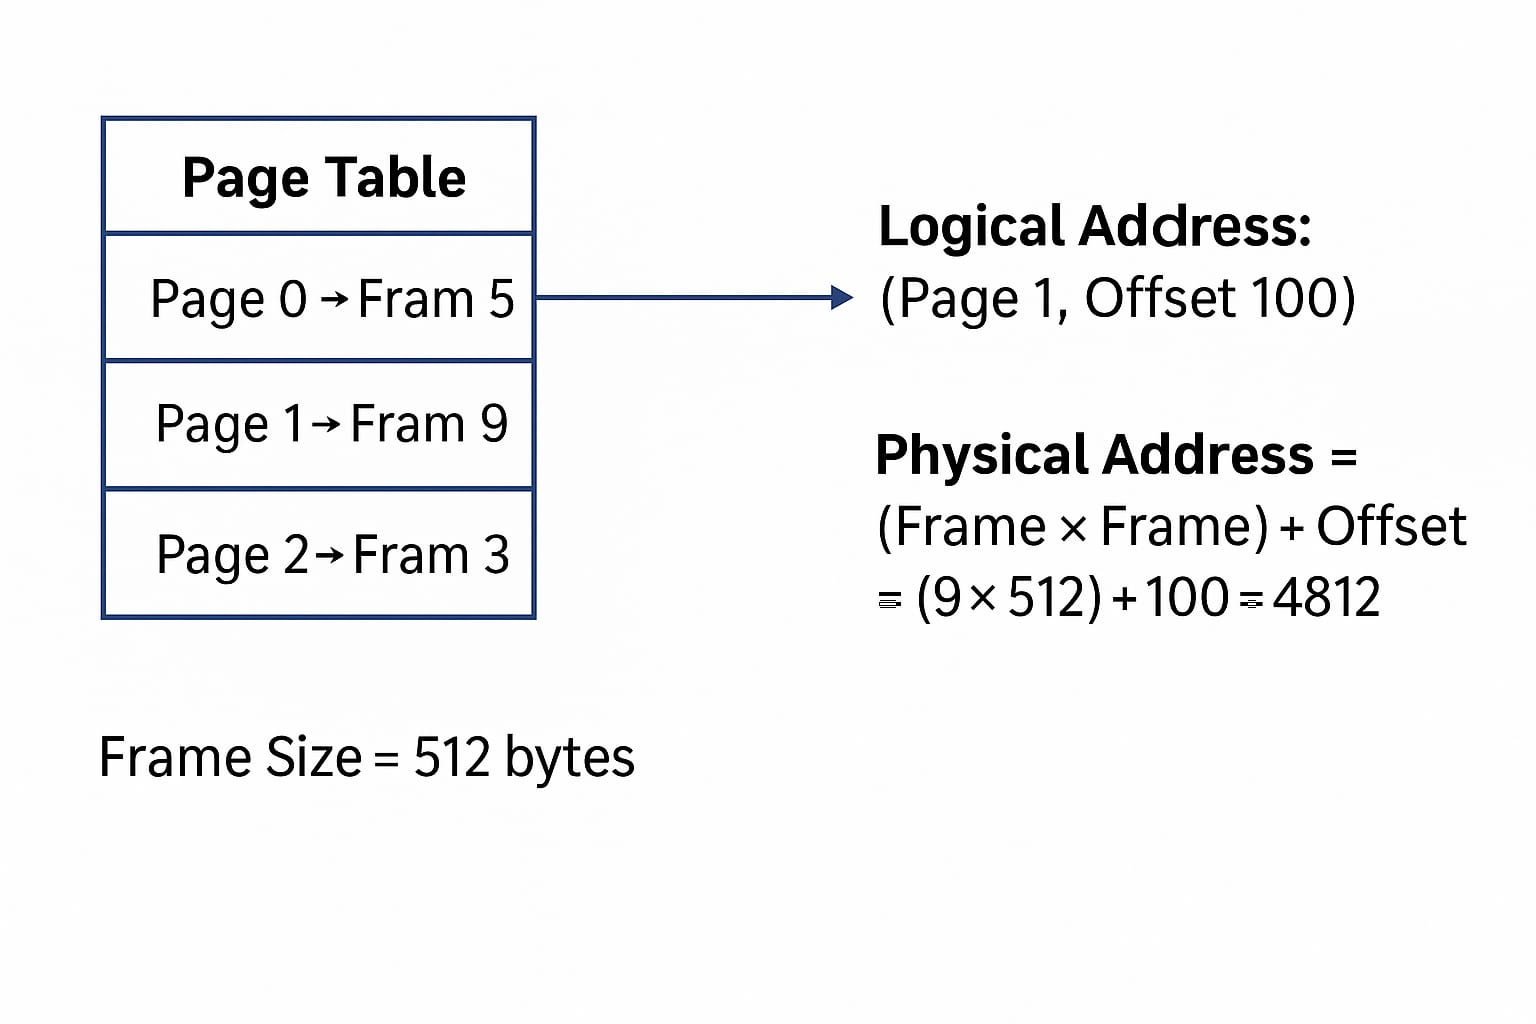 Page Table
Page 0 → Fram 5
Page 1 → Fram 9
Page 2 → Fram 3
Frame Size = 512 bytes
Logical Address:
(Page 1, Offset 100)
Physical Address =
(Frame × Frame) + Offset
= (9 × 512) + 100 = 4812